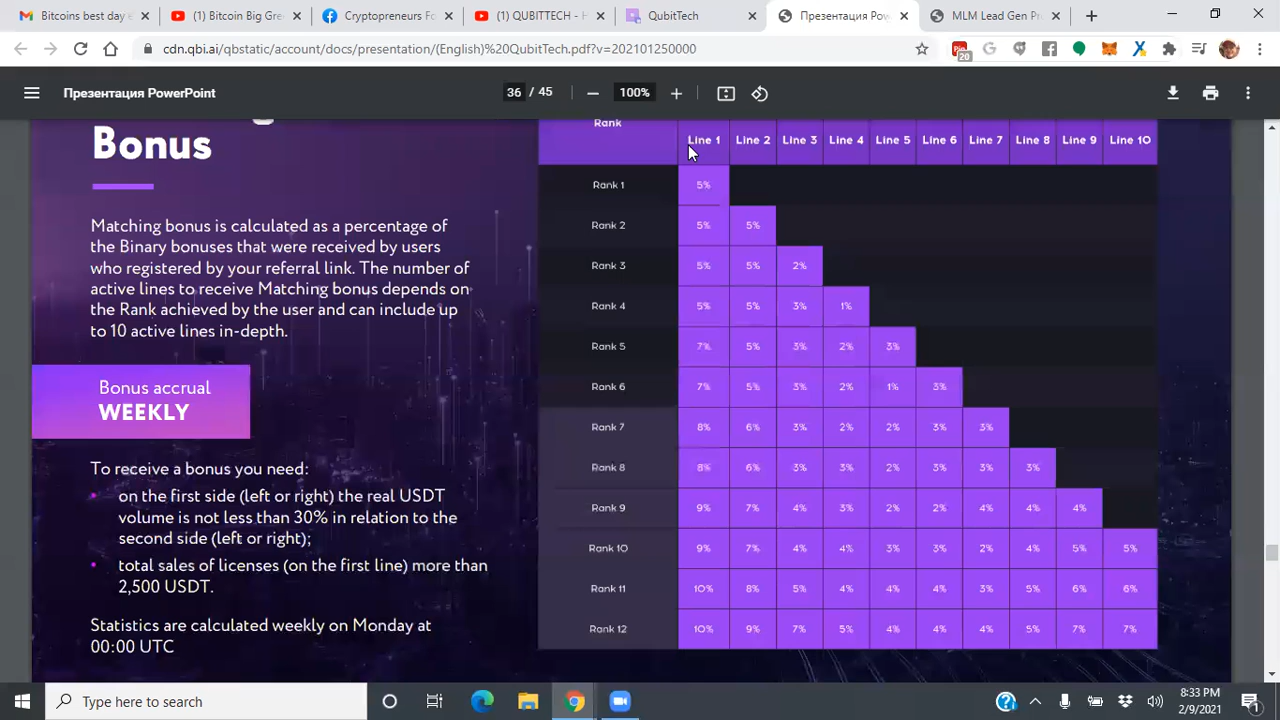 Bitcoins best day e
(1) Bitcoin Big Gre
Cryptopreneurs Fo
(1) QUBITTECH - H
QubitTech
Презентация Pow
MLM Lead Gen Pro
cdn.qbi.ai/qbstatc/account/docs/presentation/(English)%20QubitTech.pdf?v=202101250000
20
Презентация PowerPoint
36 / 45
100%
Bonus
Matching bonus is calculated as a percentage of
the Binary bonuses that were received by users
who registered by your referral link. The number of
active lines to receive Matching bonus depends on
the Rank achieved by the user and can include up
to 10 active lines in-depth.
Bonus accrual
WEEKLY
To receive a bonus you need:
• on the first side (left or right) the real USDT
volume is not less than 30% in relation to the
second side (left or right);
• total sales of licenses (on the first line) more than
2,500 USDT.
Statistics are calculated weekly on Monday at
00:00 UTC
Rank Line 1 Line 2 Line 3 Line 4 Line 5 Line 6 Line 7 Line 8 Line 9 Line 10
Rank 1 5%
Rank 2 5% 5%
Rank 3 5% 5% 2%
Rank 4 5% 5% 3% 1%
Rank 5 7% 5% 3% 2% 3%
Rank 6 7% 5% 3% 2% 1% 3%
Rank 7 8% 6% 3% 2% 2% 3% 3%
Rank 8 8% 6% 3% 3% 2% 3% 3% 3%
Rank 9 9% 7% 4% 3% 2% 2% 4% 4% 4%
Rank 10 9% 7% 4% 4% 3% 3% 2% 4% 5% 5%
Rank 11 10% 8% 5% 4% 4% 4% 3% 5% 6% 6%
Rank 12 10% 9% 7% 5% 4% 4% 4% 5% 7% 7%
Type here to search
8:33 PM
2/9/2021
1